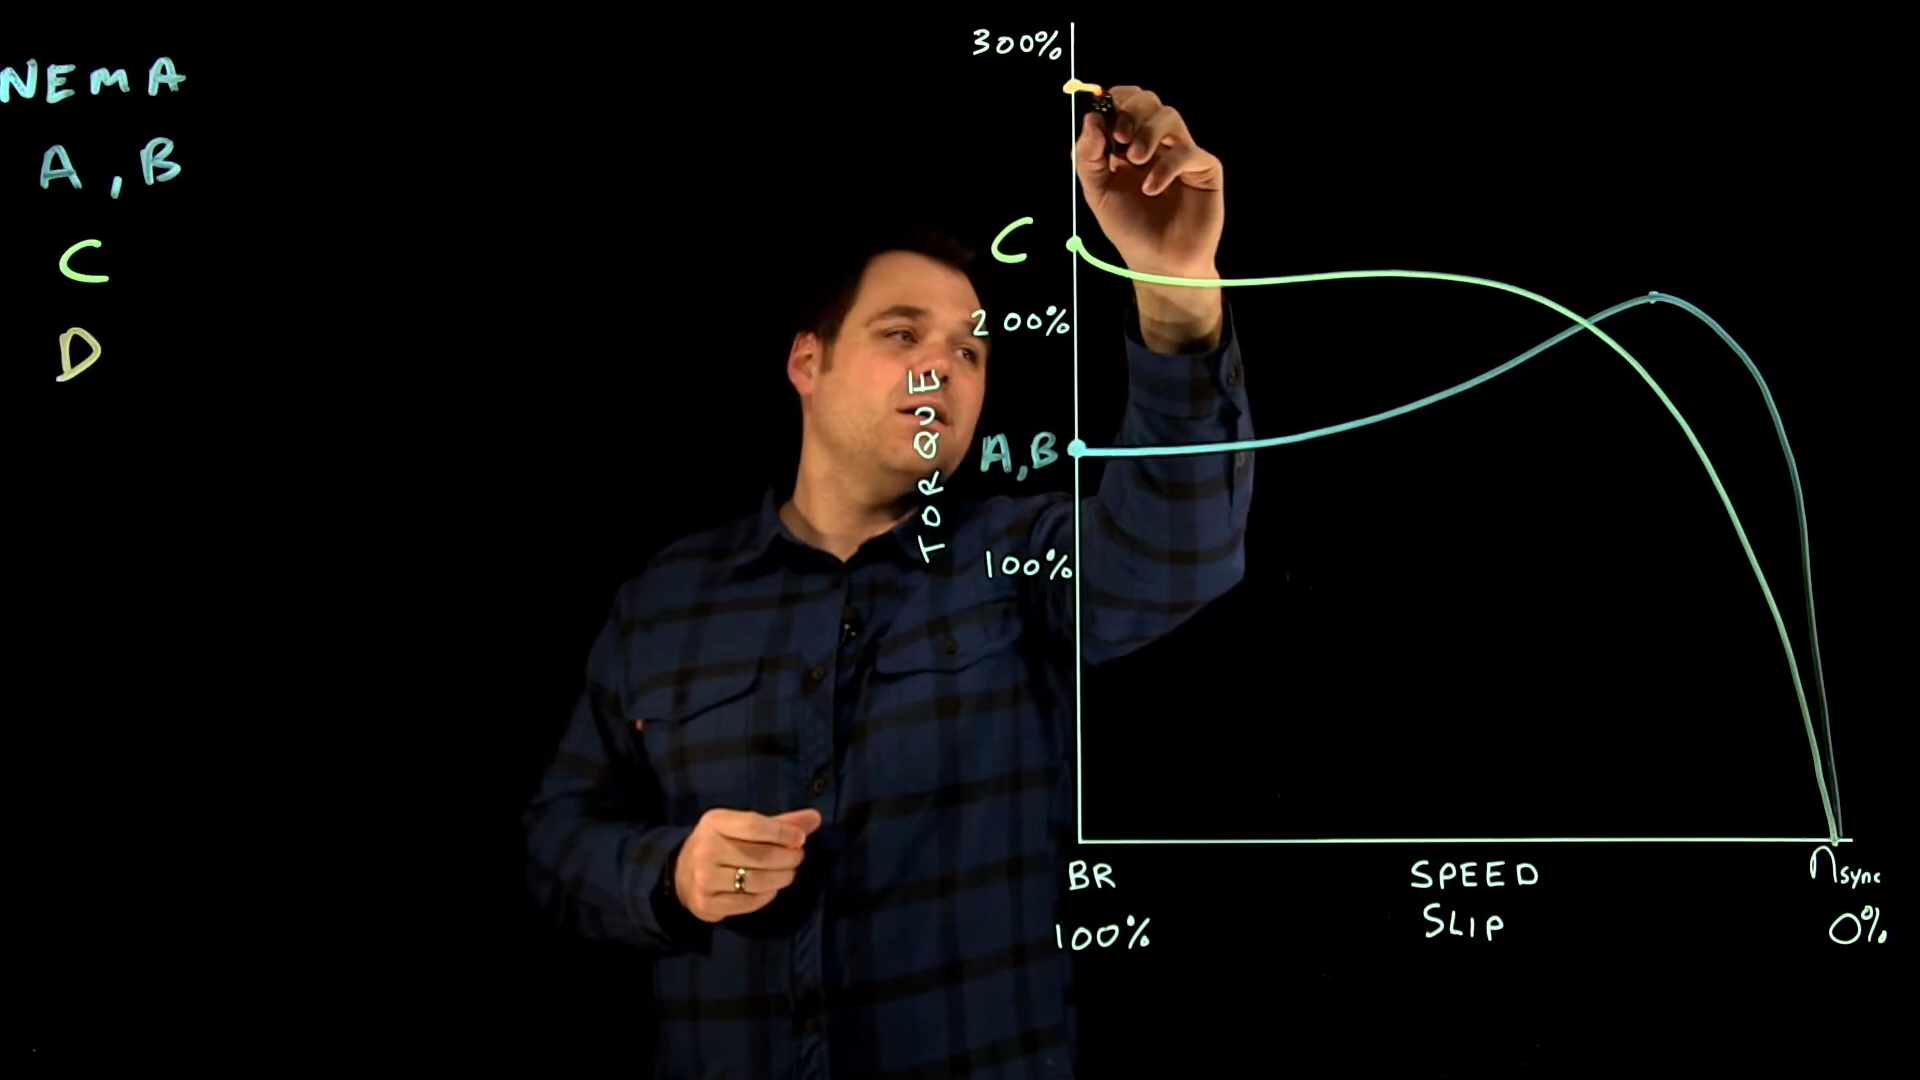 NEMA
A, B
C
D
300%
C
200%
TORQUE
A,B
100%
BR SPEED nsync
100% SLIP 0%